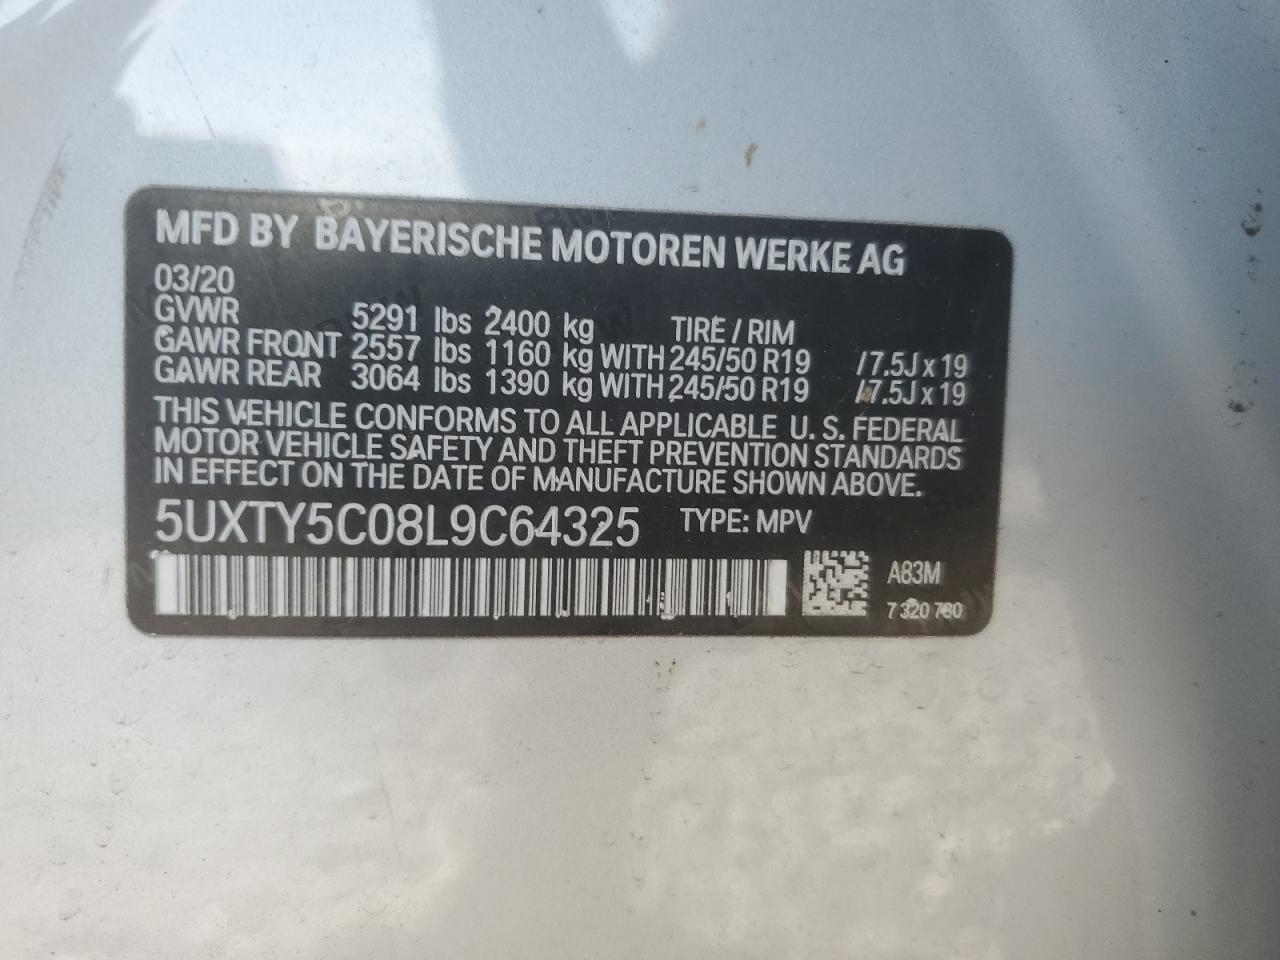 MFD BY BAYERISCHE MOTOREN WERKE AG
03/20
GVWR 5291 lbs 2400 kg TIRE / RIM
GAWR FRONT 2557 lbs 1160 kg WITH 245/50 R19 /7.5J x 19
GAWR REAR 3064 lbs 1390 kg WITH 245/50 R19 /7.5J x 19
THIS VEHICLE CONFORMS TO ALL APPLICABLE U. S. FEDERAL
MOTOR VEHICLE SAFETY AND THEFT PREVENTION STANDARDS
IN EFFECT ON THE DATE OF MANUFACTURE SHOWN ABOVE.
5UXTY5C08L9C64325 TYPE: MPV
A83M
7 320 780